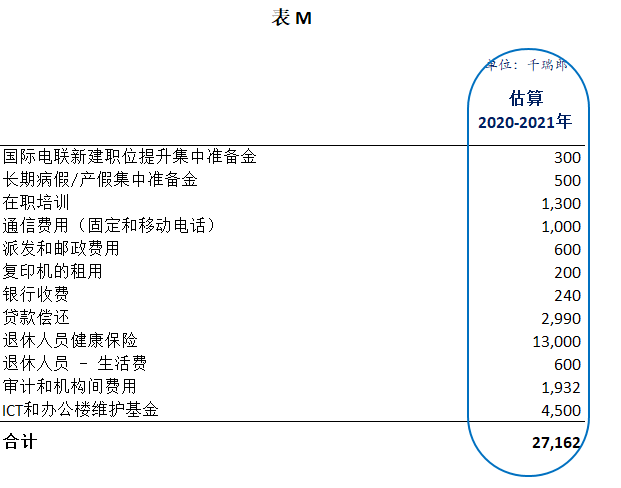 表 M
单位：千瑞郎
估算
2020-2021年
国际电联新建职位提升集中准备金 300
长期病假/产假集中准备金 500
在职培训 1,300
通信费用（固定和移动电话） 1,000
派发和邮政费用 600
复印机的租用 200
银行收费 240
贷款偿还 2,990
退休人员健康保险 13,000
退休人员 – 生活费 600
审计和机构间费用 1,932
ICT和办公楼维护基金 4,500
合计 27,162